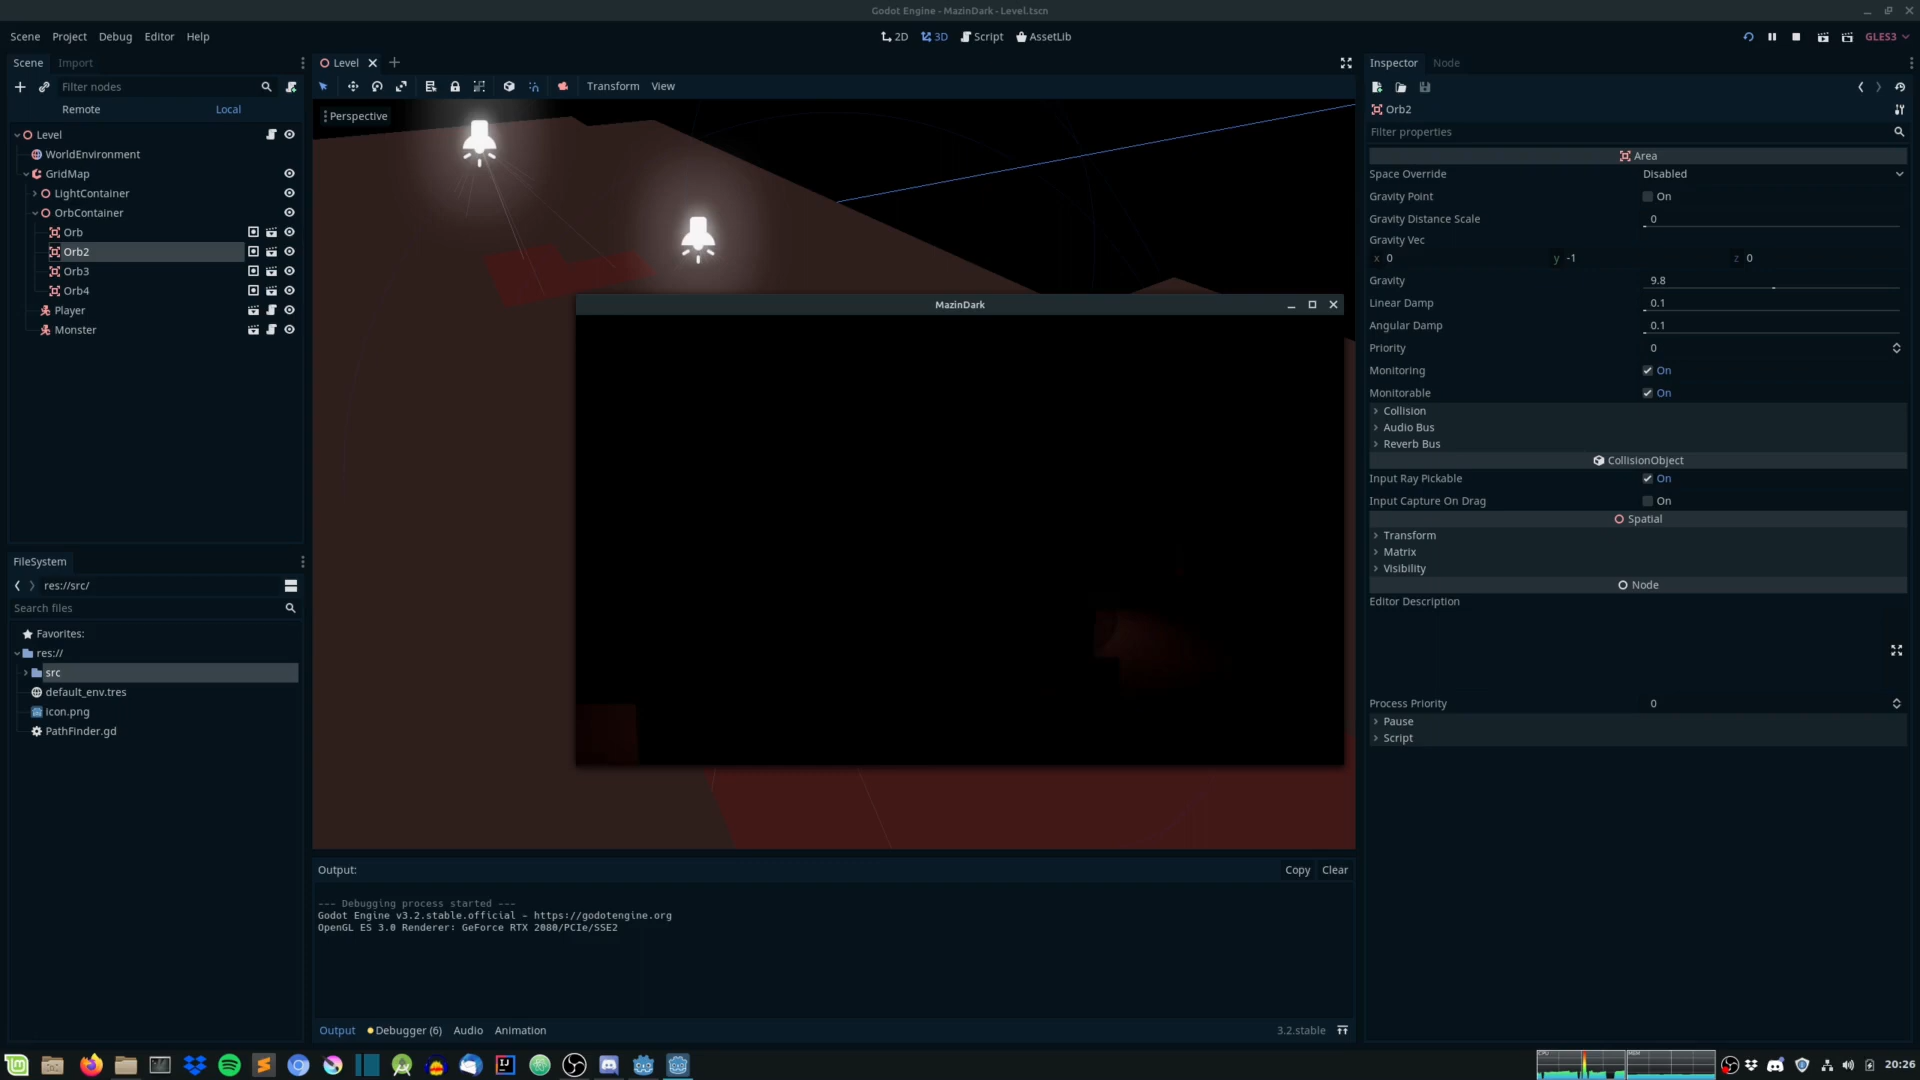 Godot Engine - MazinDark - Level.tscn
Scene Project Debug Editor Help
2D 3D Script AssetLib
GLES3
Scene Import
Filter nodes
Remote Local
Level
WorldEnvironment
GridMap
LightContainer
OrbContainer
Orb
Orb2
Orb3
Orb4
Player
Monster
FileSystem
res://src/
Search files
Favorites:
res://
src
default_env.tres
icon.png
PathFinder.gd
Level
Transform View
Perspective
MazinDark
Output:
Copy Clear
--- Debugging process started ---
Godot Engine v3.2.stable.official - https://godotengine.org
OpenGL ES 3.0 Renderer: GeForce RTX 2080/PCIe/SSE2
Output Debugger (6) Audio Animation
3.2.stable
Inspector Node
Orb2
Filter properties
Area
Space Override Disabled
Gravity Point On
Gravity Distance Scale 0
Gravity Vec
x 0 y -1 z 0
Gravity 9.8
Linear Damp 0.1
Angular Damp 0.1
Priority 0
Monitoring On
Monitorable On
Collision
Audio Bus
Reverb Bus
CollisionObject
Input Ray Pickable On
Input Capture On Drag On
Spatial
Transform
Matrix
Visibility
Node
Editor Description
Process Priority 0
Pause
Script
CPU
MEM
20:26